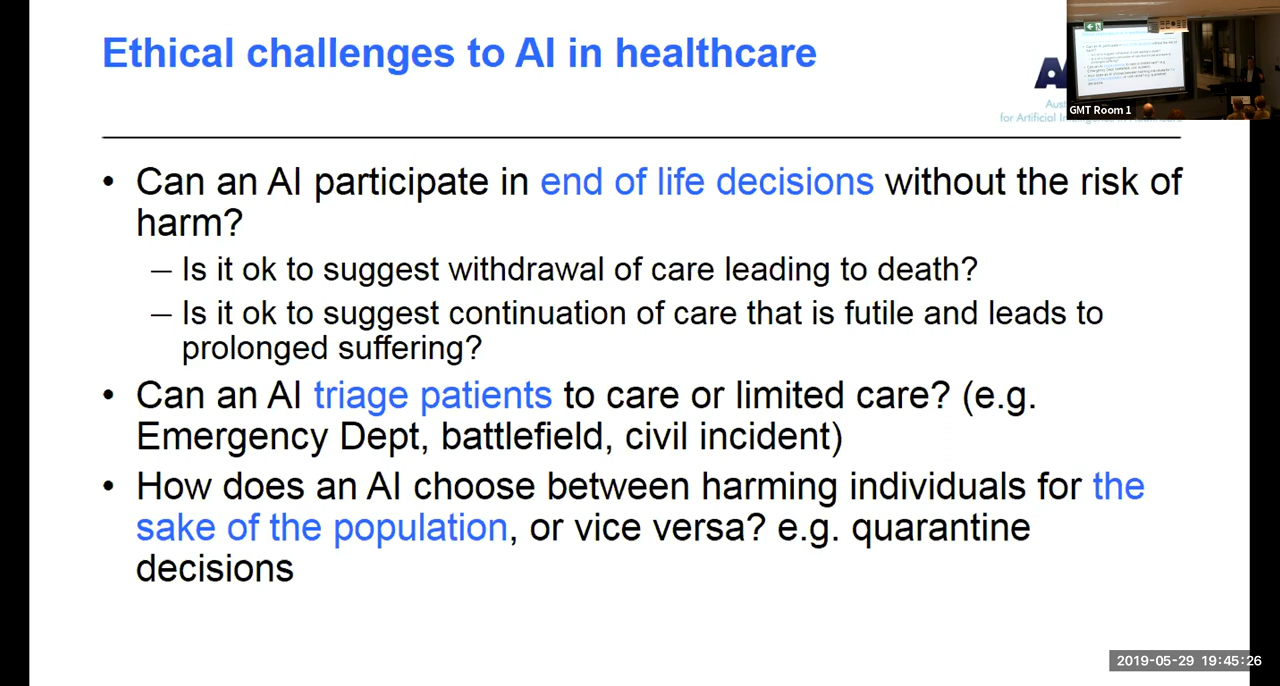 Ethical challenges to AI in healthcare
for Artificial
GMT Room 1
• Can an AI participate in end of life decisions without the risk of
harm?
– Is it ok to suggest withdrawal of care leading to death?
– Is it ok to suggest continuation of care that is futile and leads to
prolonged suffering?
• Can an AI triage patients to care or limited care? (e.g.
Emergency Dept, battlefield, civil incident)
• How does an AI choose between harming individuals for the
sake of the population, or vice versa? e.g. quarantine
decisions
2019-05-29 19:45:26